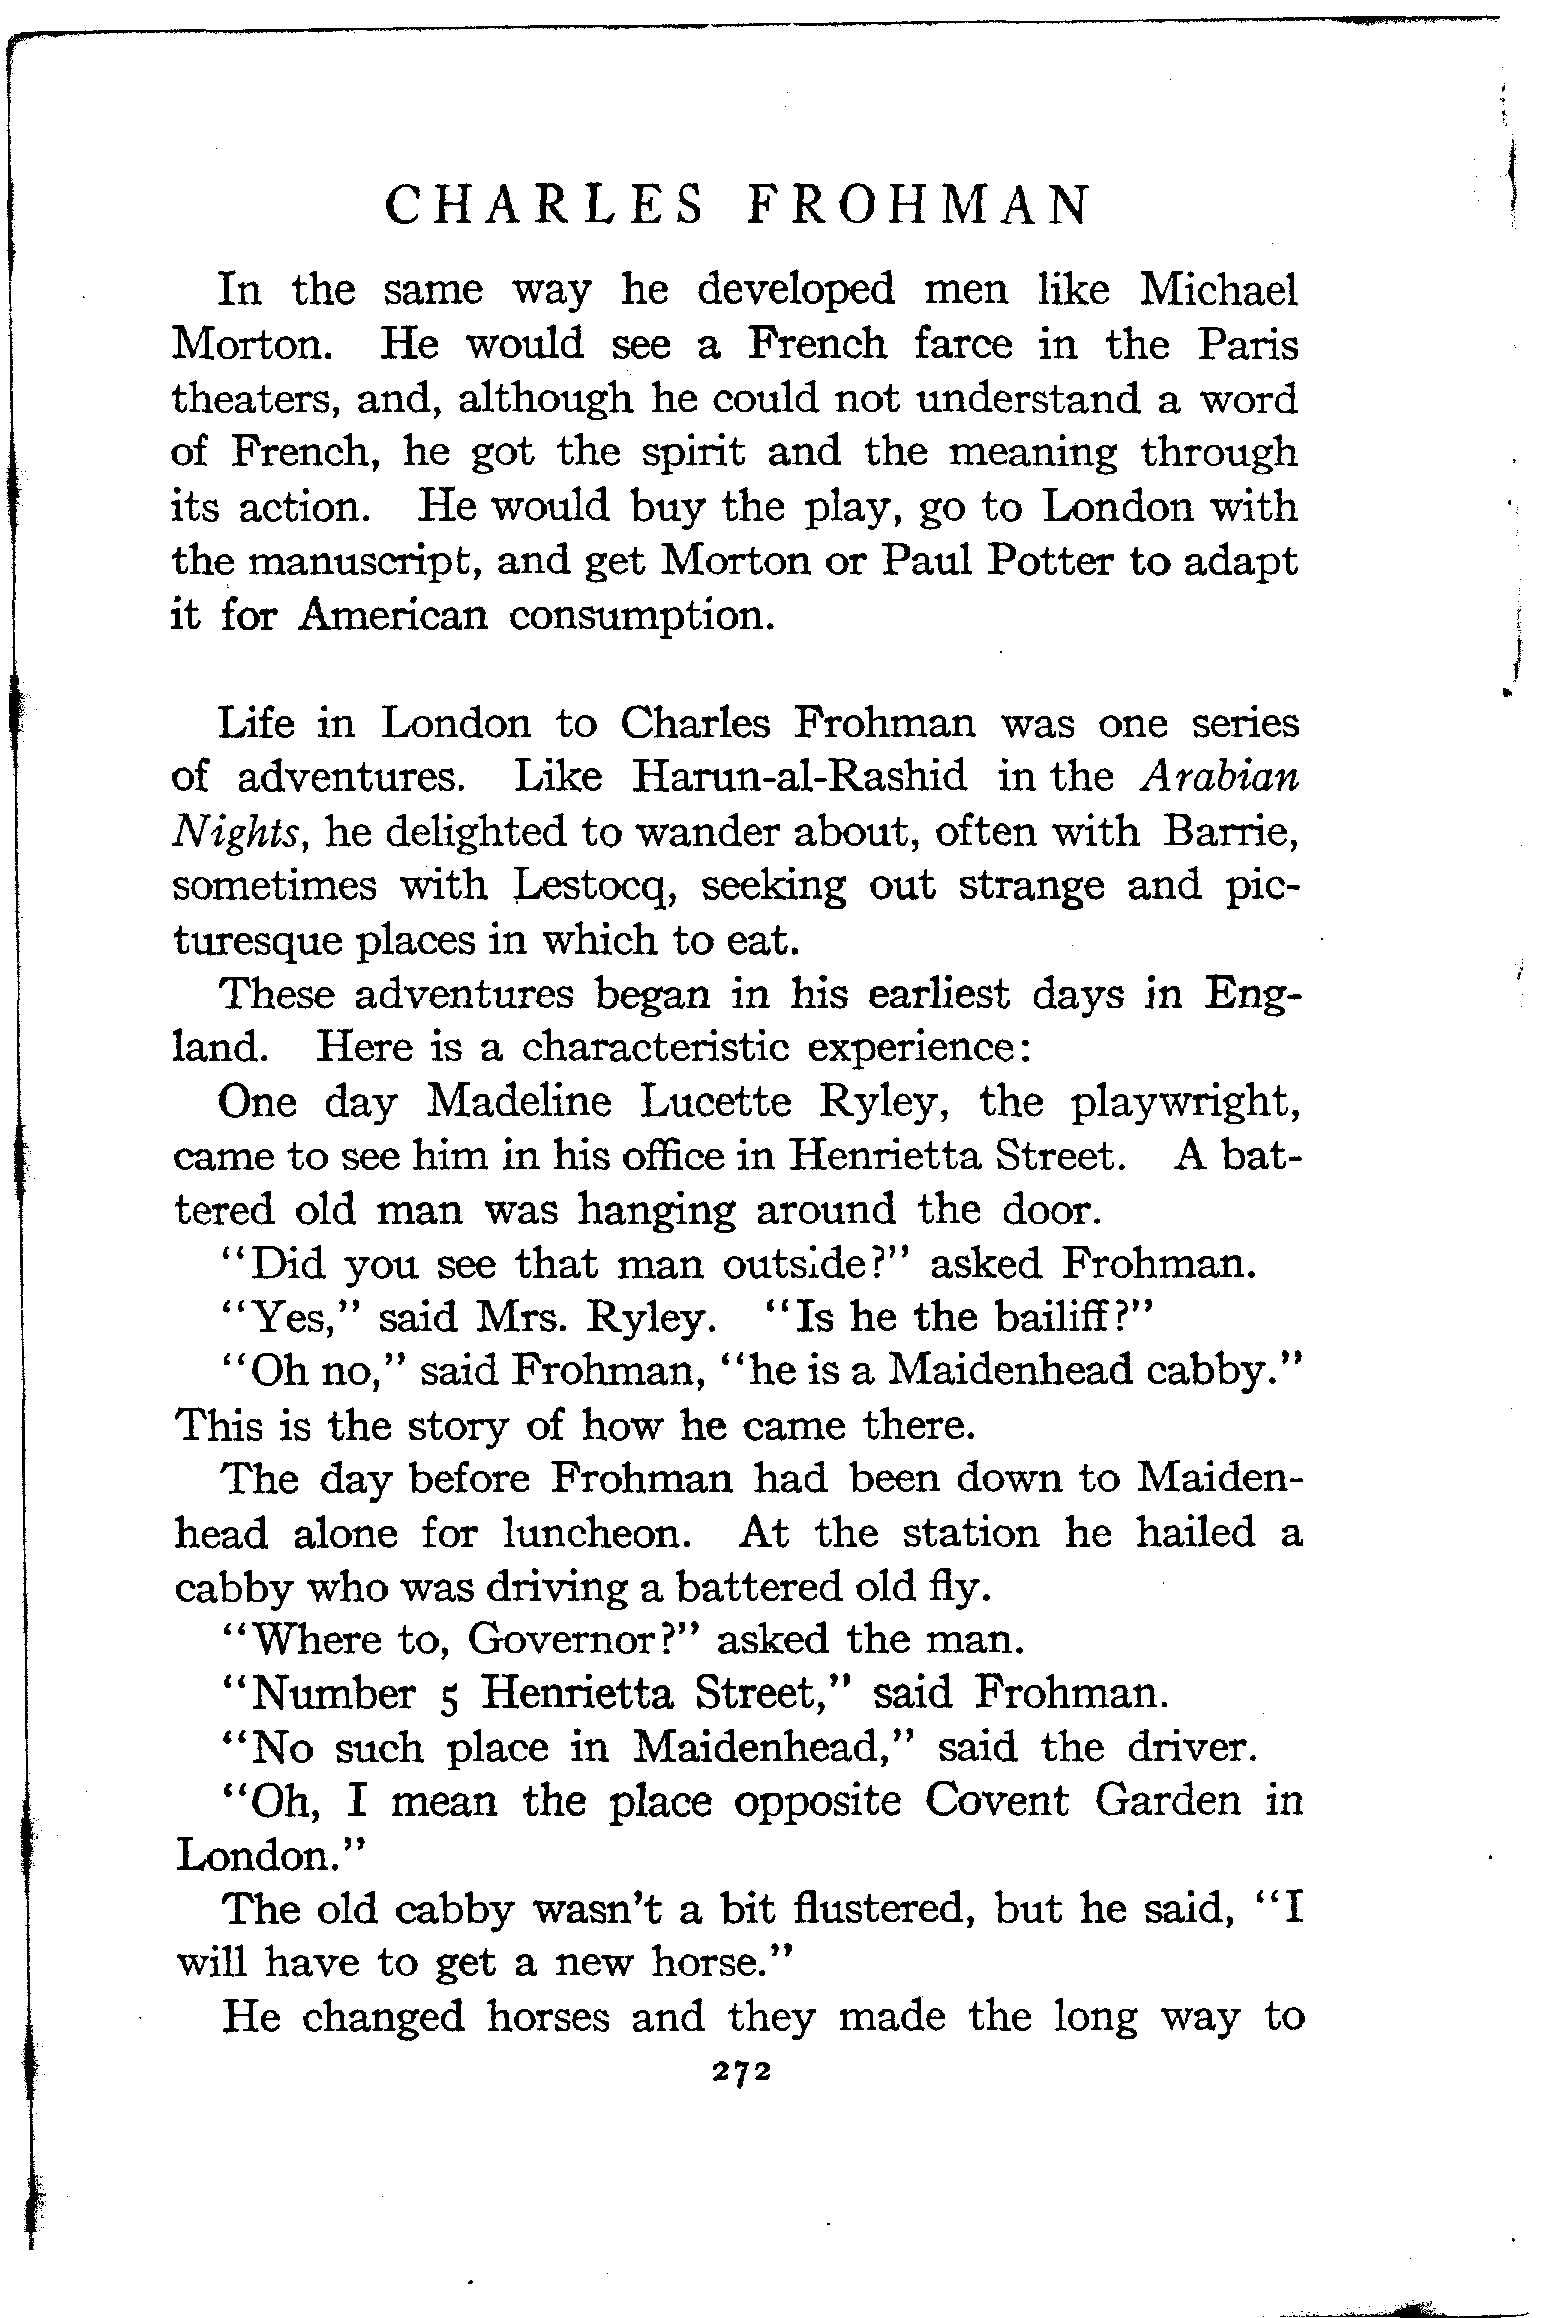 CHARLES FROHMAN
In the same way he developed men like Michael
Morton. He would see a French farce in the Paris
theaters, and, although he could not understand a word
of French, he got the spirit and the meaning through
its action. He would buy the play, go to London with
the manuscript, and get Morton or Paul Potter to adapt
it for American consumption.
Life in London to Charles Frohman was one series
of adventures. Like Harun-al-Rashid in the Arabian
Nights, he delighted to wander about, often with Barrie,
sometimes with Lestocq, seeking out strange and pic-
turesque places in which to eat.
These adventures began in his earliest days in Eng-
land. Here is a characteristic experience:
One day Madeline Lucette Ryley, the playwright,
came to see him in his office in Henrietta Street. A bat-
tered old man was hanging around the door.
"Did you see that man outside?" asked Frohman.
"Yes," said Mrs. Ryley. "Is he the bailiff?"
"Oh no," said Frohman, "he is a Maidenhead cabby."
This is the story of how he came there.
The day before Frohman had been down to Maiden-
head alone for luncheon. At the station he hailed a
cabby who was driving a battered old fly.
"Where to, Governor?" asked the man.
"Number 5 Henrietta Street," said Frohman.
"No such place in Maidenhead," said the driver.
"Oh, I mean the place opposite Covent Garden in
London."
The old cabby wasn't a bit flustered, but he said, "I
will have to get a new horse."
He changed horses and they made the long way to
272